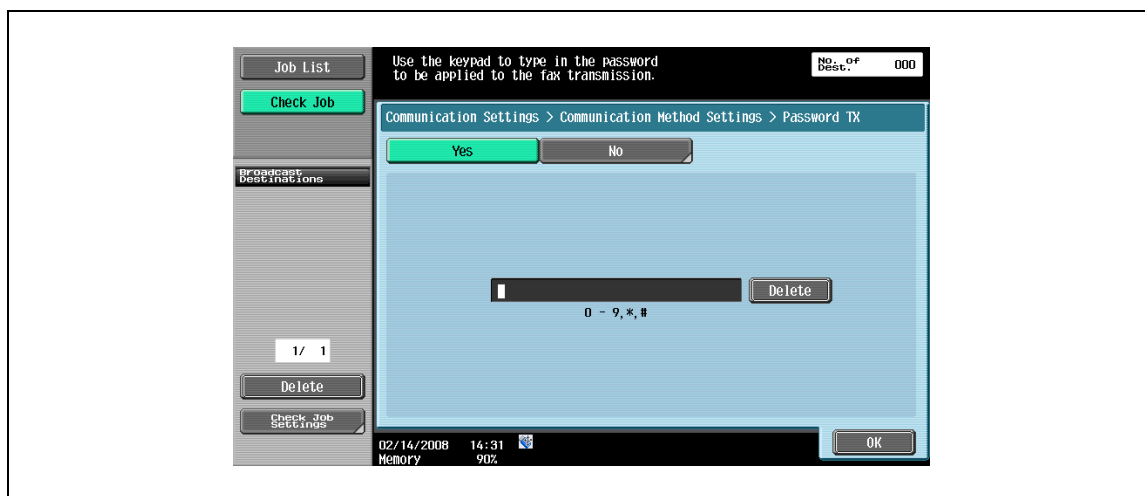 Job List
Check Job
Broadcast
Destinations
1/ 1
Delete
Check Job
Settings
Use the keypad to type in the password
to be applied to the fax transmission.
No. of
Dest. 000
Communication Settings > Communication Method Settings > Password TX
Yes No
Delete
0 - 9,*,#
OK
02/14/2008 14:31
Memory 90%